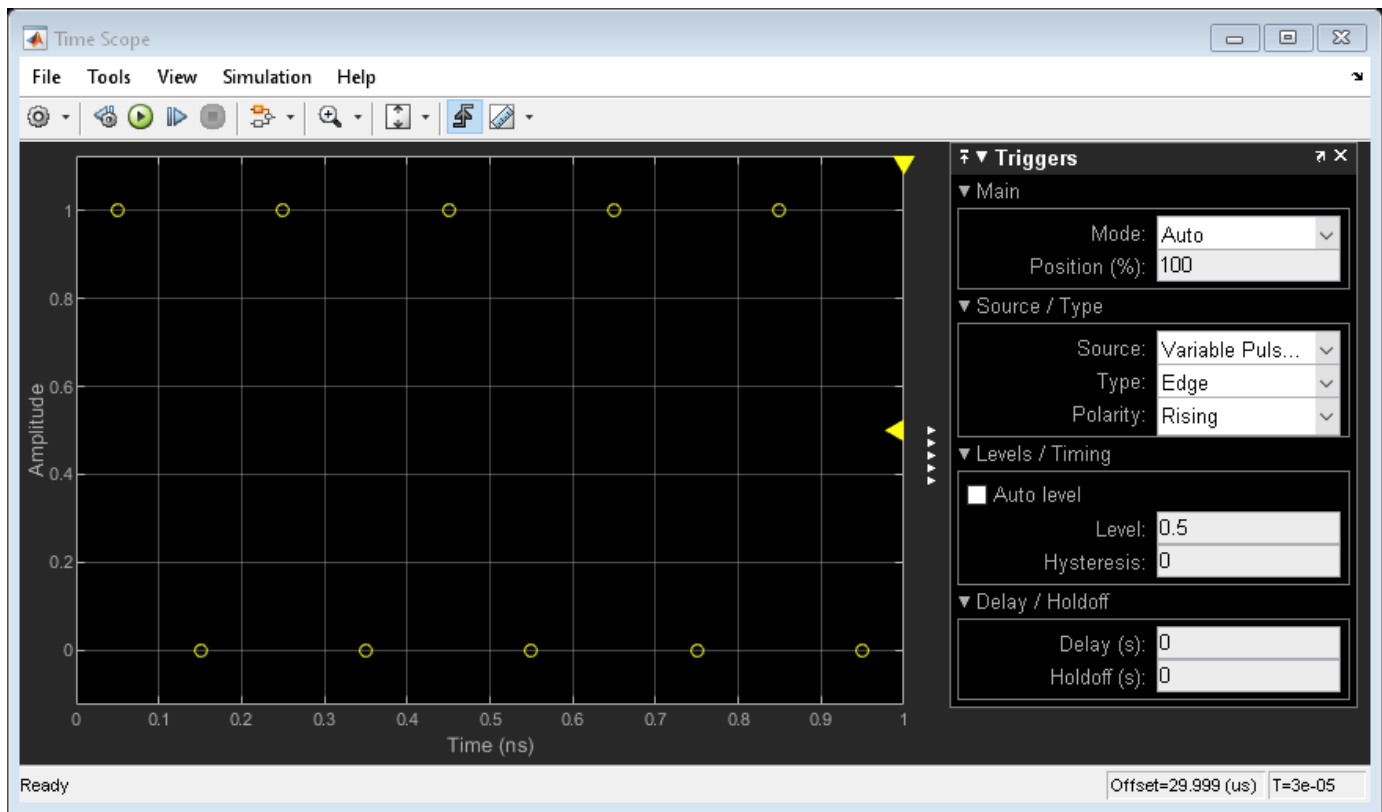 Time Scope
File Tools View Simulation Help
Triggers
Main
Mode: Auto
Position (%): 100
Source / Type
Source: Variable Puls...
Type: Edge
Polarity: Rising
Levels / Timing
Auto level
Level: 0.5
Hysteresis: 0
Delay / Holdoff
Delay (s): 0
Holdoff (s): 0
1
0.8
0.6
0.4
0.2
0
Amplitude
0 0.1 0.2 0.3 0.4 0.5 0.6 0.7 0.8 0.9 1
Time (ns)
Ready Offset=29.999 (us) T=3e-05